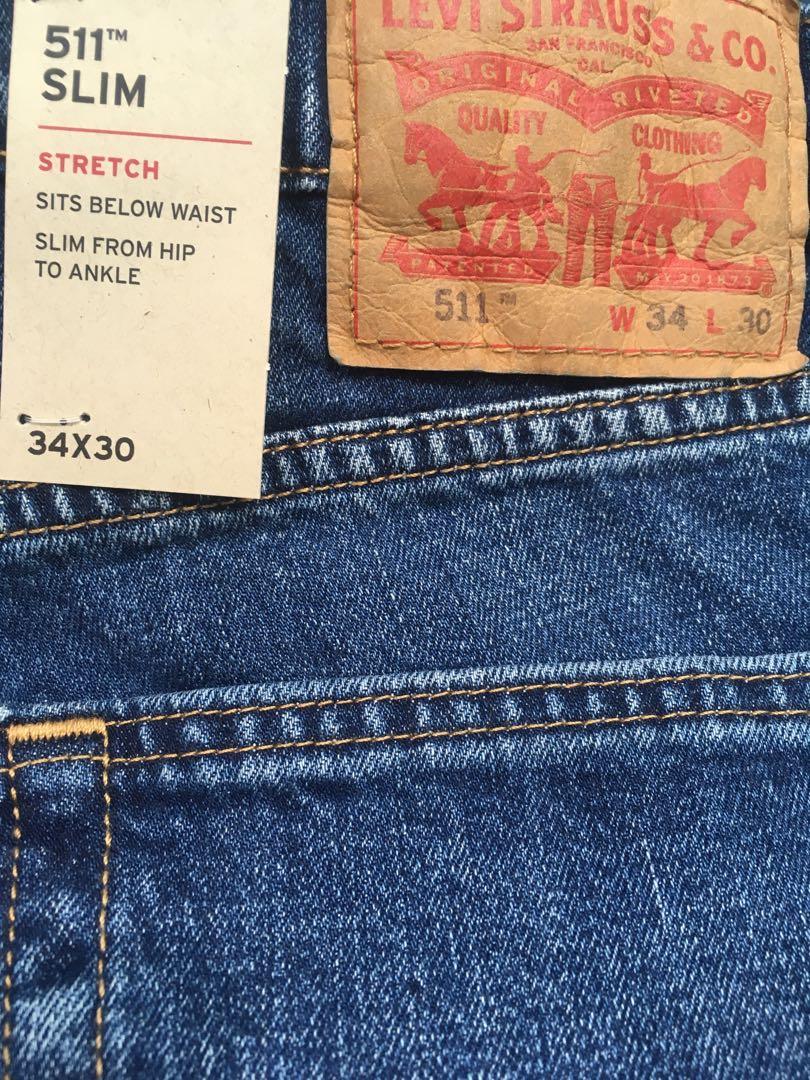 511™
SLIM
STRETCH
SITS BELOW WAIST
SLIM FROM HIP
TO ANKLE
34X30
LEVI STRAUSS & CO.
SAN FRANCISCO
CAL
ORIGINAL RIVETED
QUALITY CLOTHING
PATENTED MAY 20 1873
511™ W 34 L 30